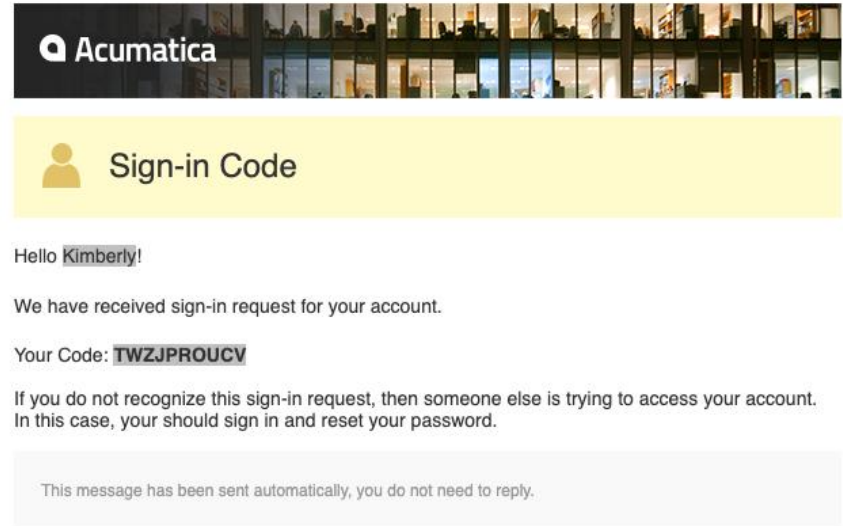 Acumatica
Sign-in Code
Hello Kimberly!
We have received sign-in request for your account.
Your Code: TWZJPROUCV
If you do not recognize this sign-in request, then someone else is trying to access your account.
In this case, your should sign in and reset your password.
This message has been sent automatically, you do not need to reply.